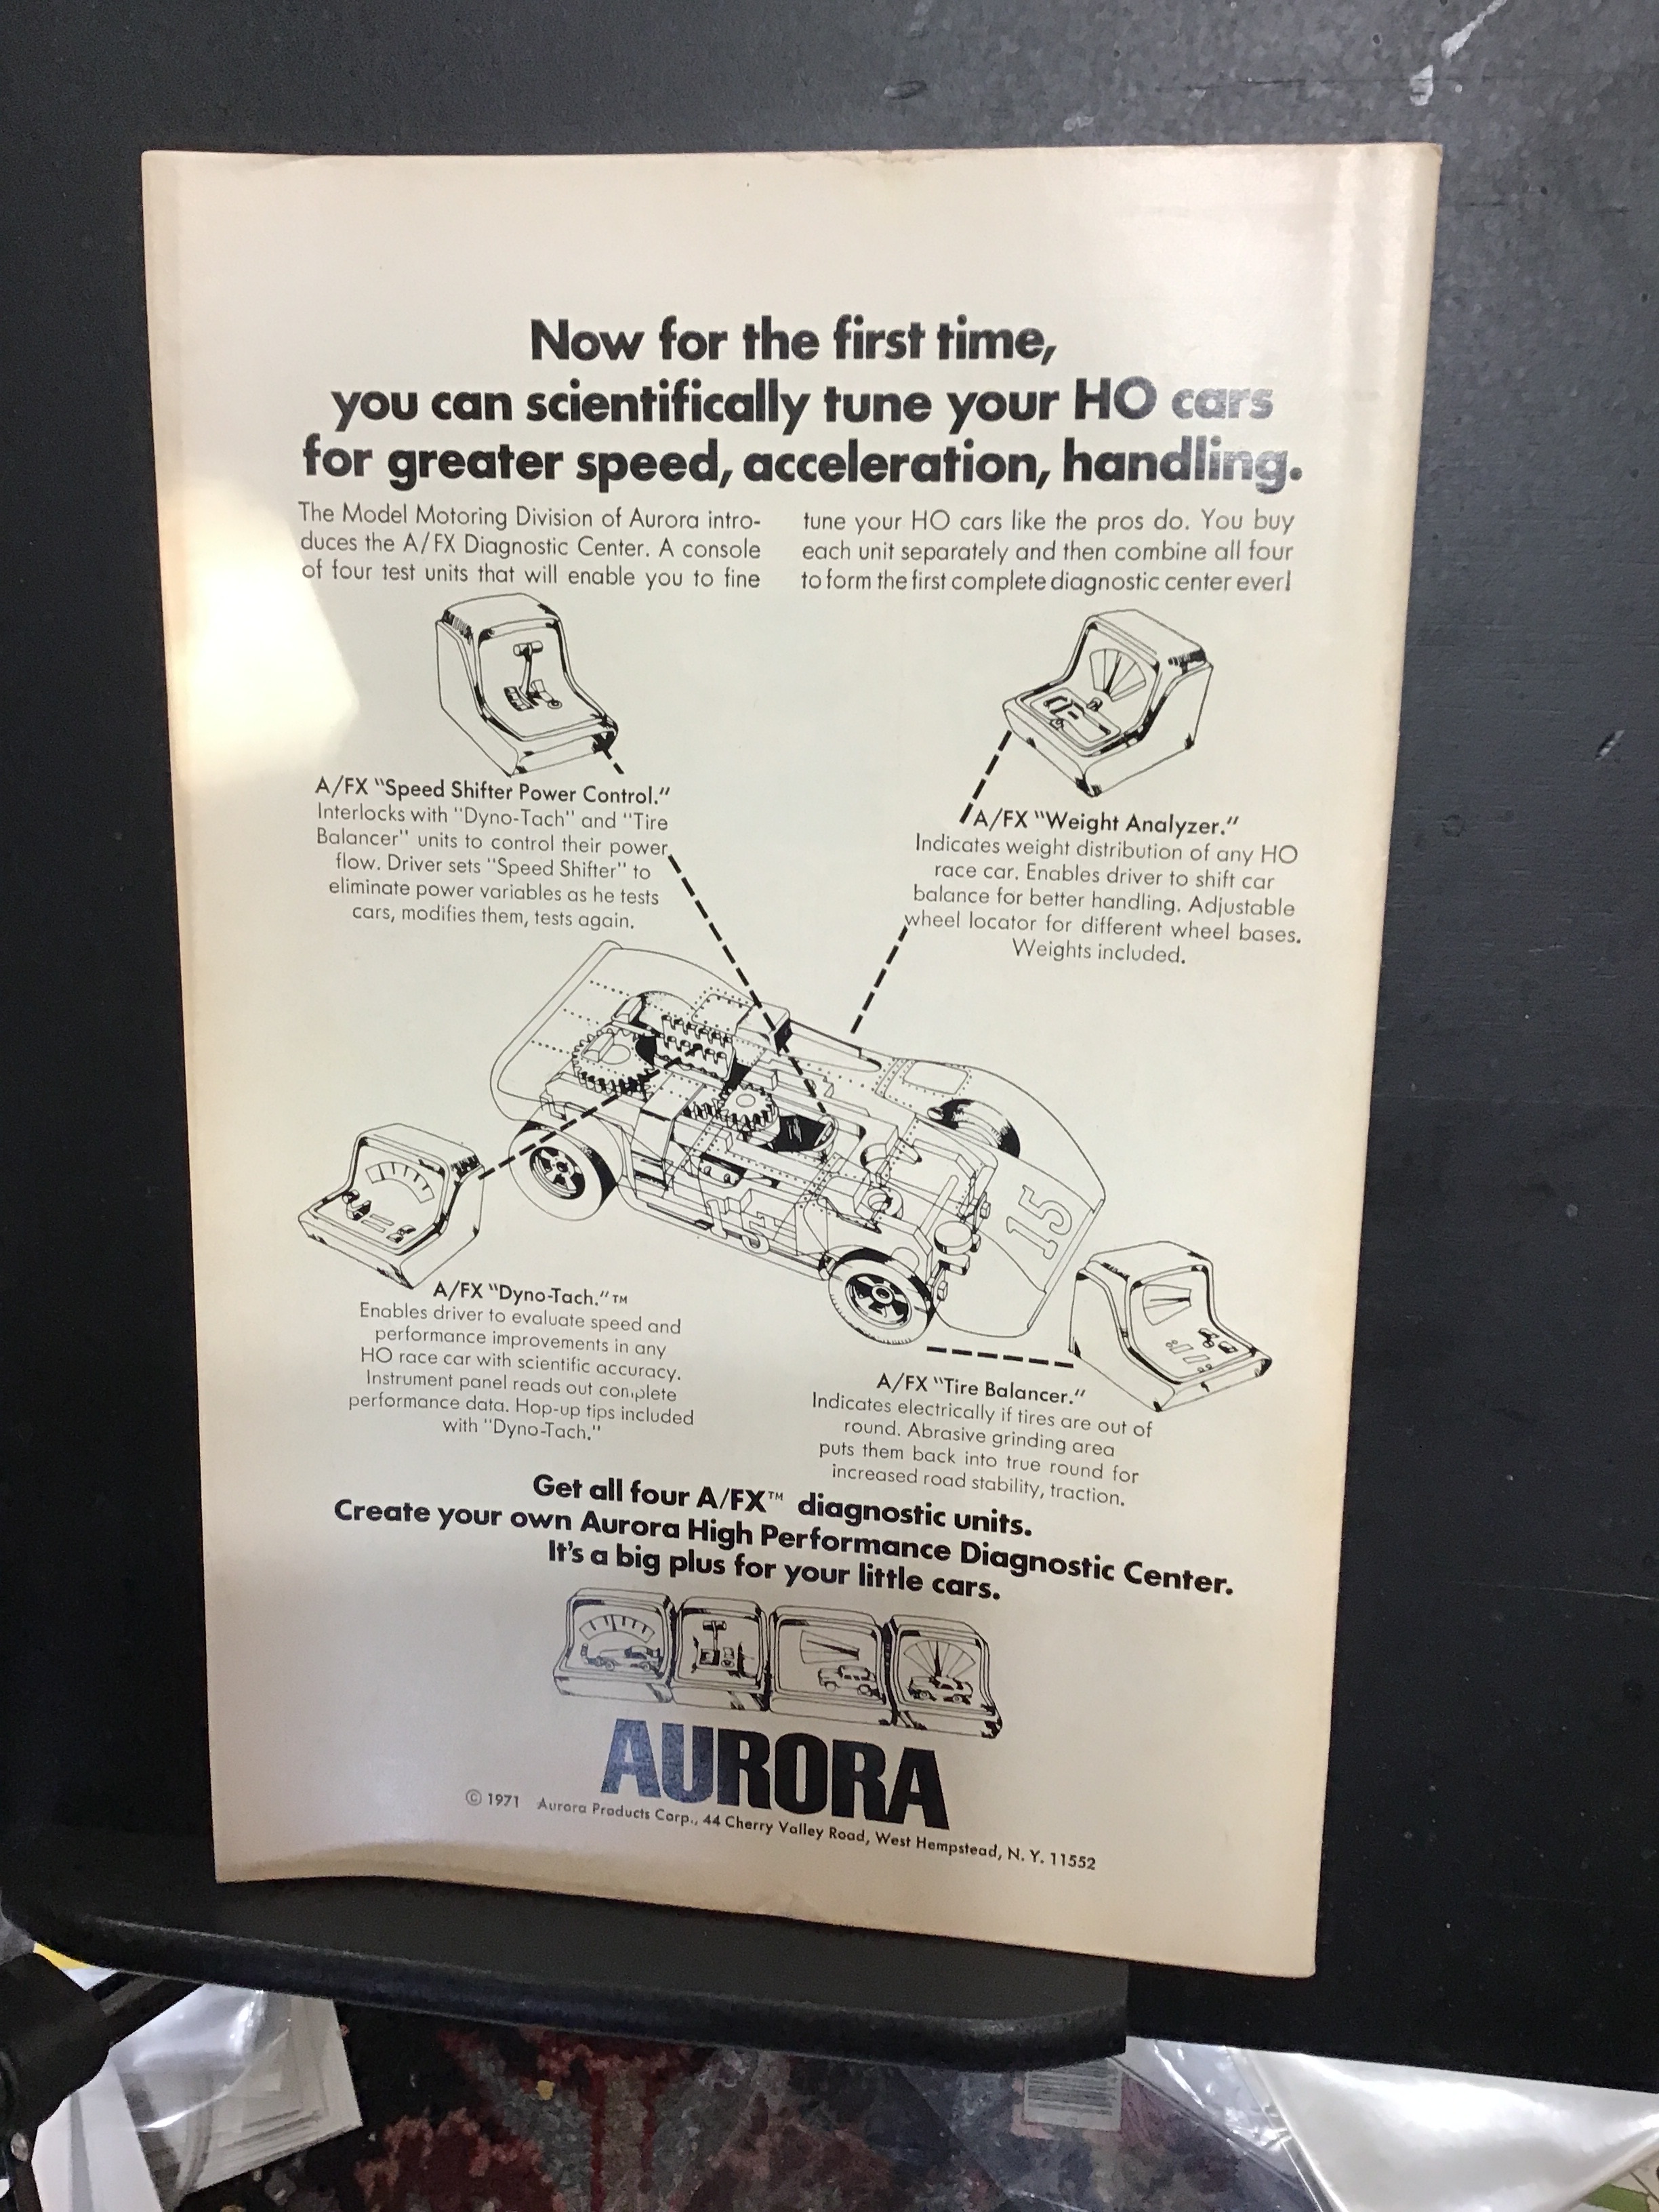 Now for the first time,
you can scientifically tune your HO cars
for greater speed, acceleration, handling.
The Model Motoring Division of Aurora intro-
duces the A/FX Diagnostic Center. A console
of four test units that will enable you to fine
tune your HO cars like the pros do. You buy
each unit separately and then combine all four
to form the first complete diagnostic center ever!
A/FX "Speed Shifter Power Control."
Interlocks with "Dyno-Tach" and "Tire
Balancer" units to control their power
flow. Driver sets "Speed Shifter" to
eliminate power variables as he tests
cars, modifies them, tests again.
A/FX "Weight Analyzer."
Indicates weight distribution of any HO
race car. Enables driver to shift car
balance for better handling. Adjustable
wheel locator for different wheel bases.
Weights included.
15
15
A/FX "Dyno-Tach."™
Enables driver to evaluate speed and
performance improvements in any
HO race car with scientific accuracy.
Instrument panel reads out complete
performance data. Hop-up tips included
with "Dyno-Tach."
A/FX "Tire Balancer."
Indicates electrically if tires are out of
round. Abrasive grinding area
puts them back into true round for
increased road stability, traction.
Get all four A/FX™ diagnostic units.
Create your own Aurora High Performance Diagnostic Center.
It's a big plus for your little cars.
AURORA
© 1971 Aurora Products Corp., 44 Cherry Valley Road, West Hempstead, N. Y. 11552